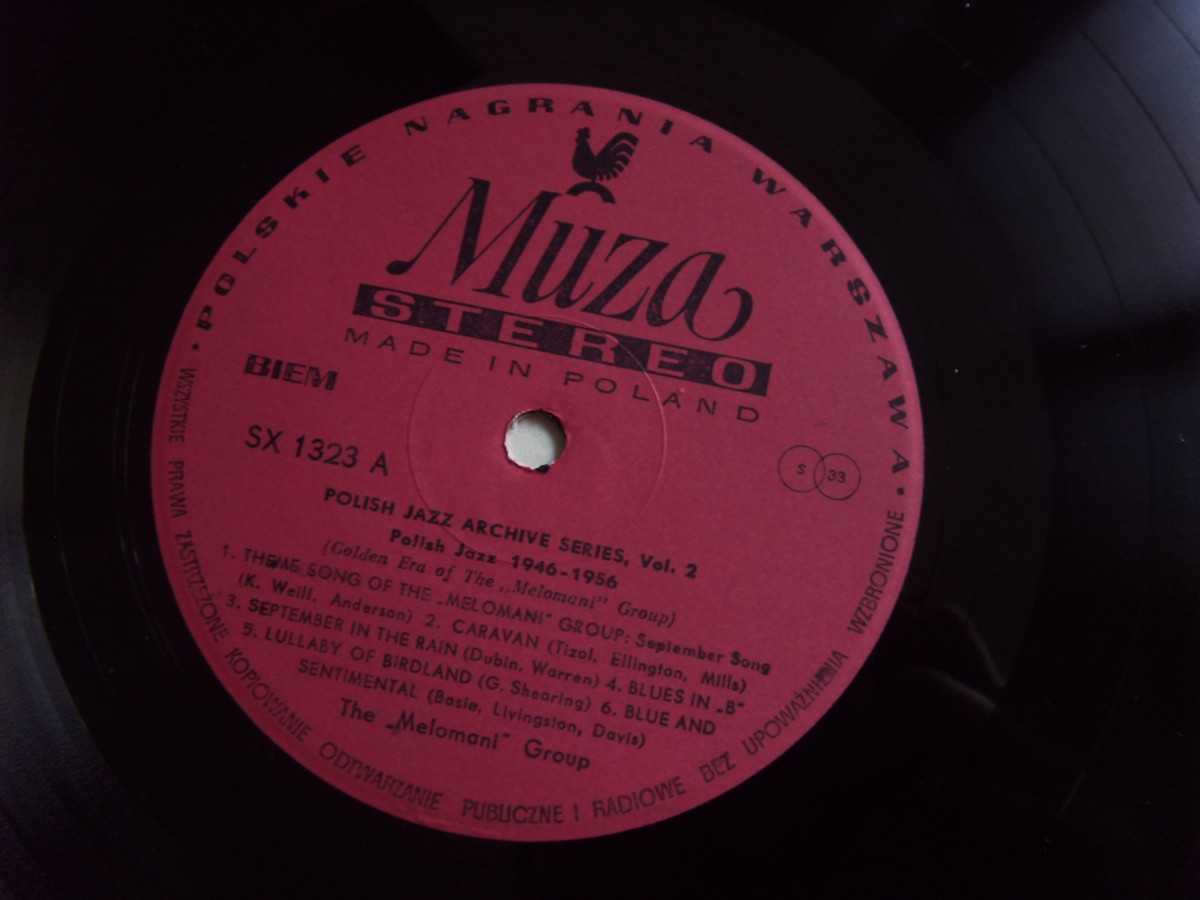 · POLSKIE NAGRANIA WARSZAWA ·
Muza
STEREO
MADE IN POLAND
BIEM
SX 1323 A
S 33
POLISH JAZZ ARCHIVE SERIES, Vol. 2
Polish Jazz 1946-1956
(Golden Era of The „Melomani" Group)
1. THEME SONG OF THE „MELOMANI" GROUP: September Song
(K. Weill, Anderson) 2. CARAVAN (Tizol, Ellington, Mills)
3. SEPTEMBER IN THE RAIN (Dubin, Warren) 4. BLUES IN „B"
5. LULLABY OF BIRDLAND (G. Shearing) 6. BLUE AND
SENTIMENTAL (Basie, Livingston, Davis)
The „Melomani" Group
WSZYSTKIE PRAWA ZASTRZEŻONE KOPIOWANIE ODTWARZANIE PUBLICZNE I RADIOWE BEZ UPOWAŻNIENIA WZBRONIONE